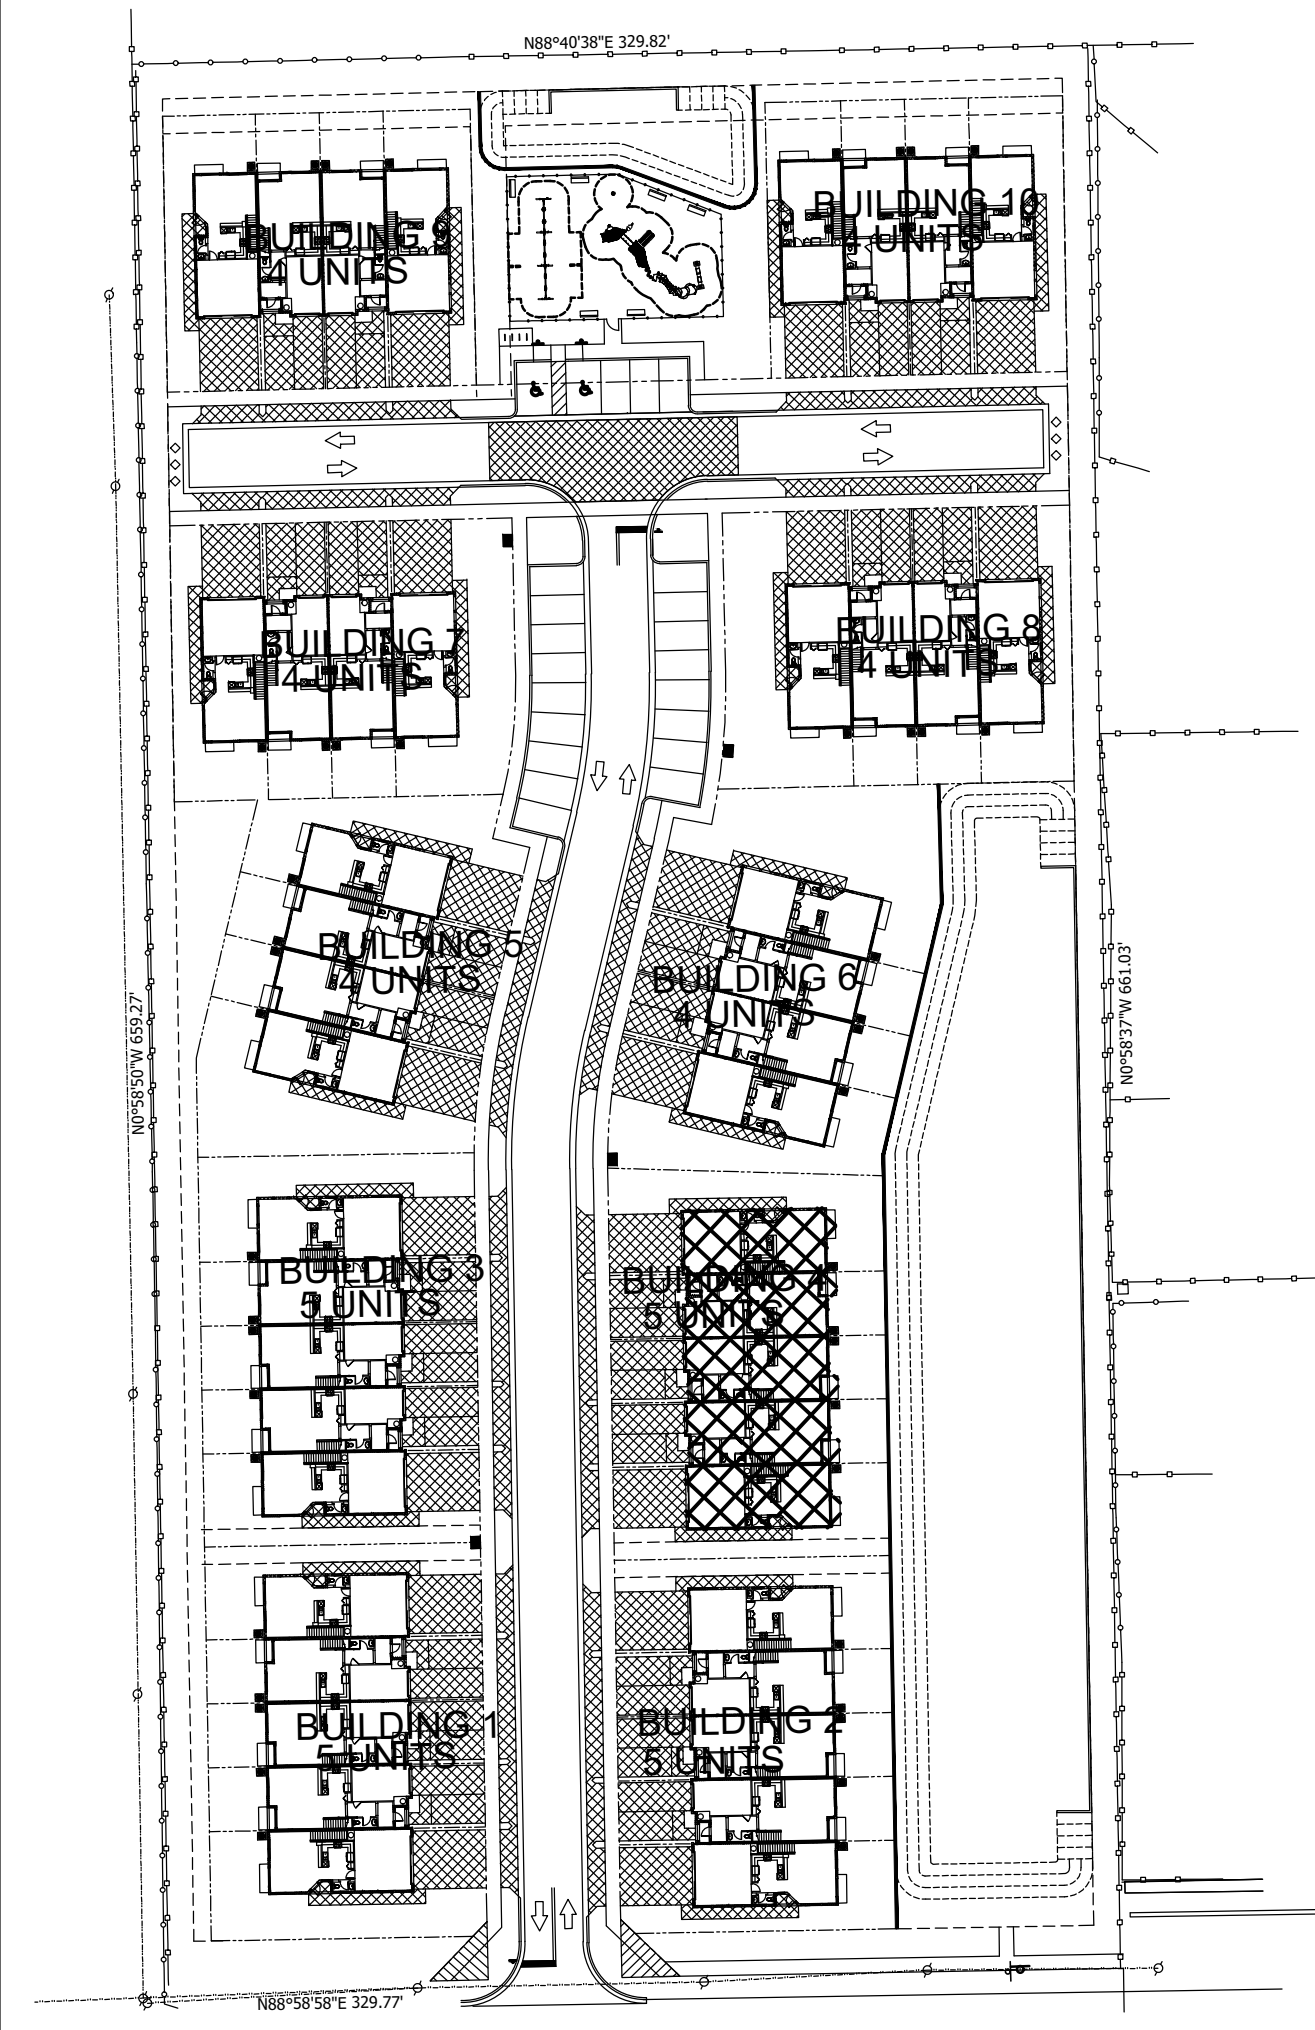 N88°40'38"E 329.82'
BUILDING 9
4 UNITS
BUILDING 10
4 UNITS
BUILDING 7
4 UNITS
BUILDING 8
4 UNITS
BUILDING 5
4 UNITS
BUILDING 6
4 UNITS
N0°58'50"W 659.27'
N0°58'37"W 661.03'
BUILDING 3
5 UNITS
BUILDING 4
5 UNITS
BUILDING 1
5 UNITS
BUILDING 2
5 UNITS
N88°58'58"E 329.77'